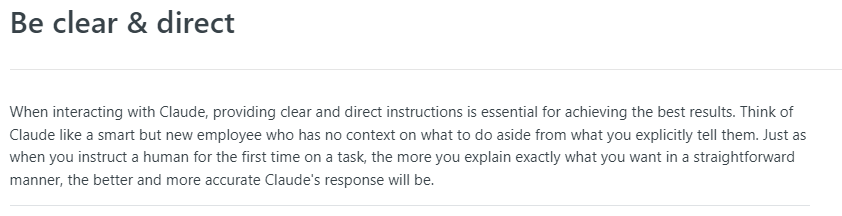 Be clear & direct
When interacting with Claude, providing clear and direct instructions is essential for achieving the best results. Think of
Claude like a smart but new employee who has no context on what to do aside from what you explicitly tell them. Just as
when you instruct a human for the first time on a task, the more you explain exactly what you want in a straightforward
manner, the better and more accurate Claude's response will be.